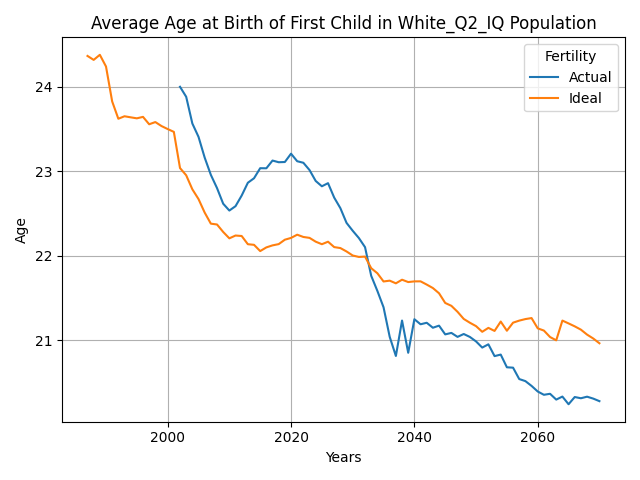 Average Age at Birth of First Child in White_Q2_IQ Population
Fertility
Actual
Ideal
Age
24
23
22
21
2000
2020
2040
2060
Years